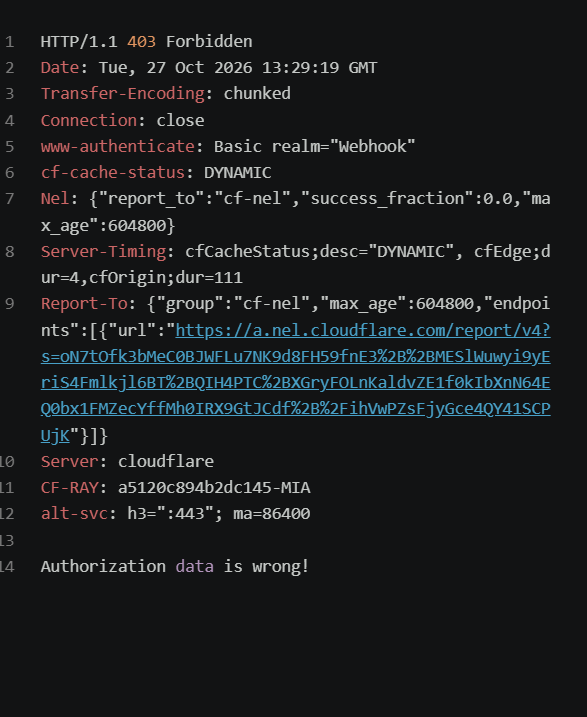 1 HTTP/1.1 403 Forbidden
2 Date: Tue, 27 Oct 2026 13:29:19 GMT
3 Transfer-Encoding: chunked
4 Connection: close
5 www-authenticate: Basic realm="Webhook"
6 cf-cache-status: DYNAMIC
7 Nel: {"report_to":"cf-nel","success_fraction":0.0,"ma
x_age":604800}
8 Server-Timing: cfCacheStatus;desc="DYNAMIC", cfEdge;d
ur=4,cfOrigin;dur=111
9 Report-To: {"group":"cf-nel","max_age":604800,"endpoi
nts":[{"url":"https://a.nel.cloudflare.com/report/v4?
s=oN7tOfk3bMeC0BJWFLu7NK9d8FH59fnE3%2B%2BMESlWuwyi9yE
riS4Fmlkjl6BT%2BQIH4PTC%2BXGryFOLnKaldvZE1f0kIbXnN64E
Q0bx1FMZecYffMh0IRX9GtJCdf%2B%2FihVwPZsFjyGce4QY41SCP
UjK"}]}
10 Server: cloudflare
11 CF-RAY: a5120c894b2dc145-MIA
12 alt-svc: h3=":443"; ma=86400
13
14 Authorization data is wrong!